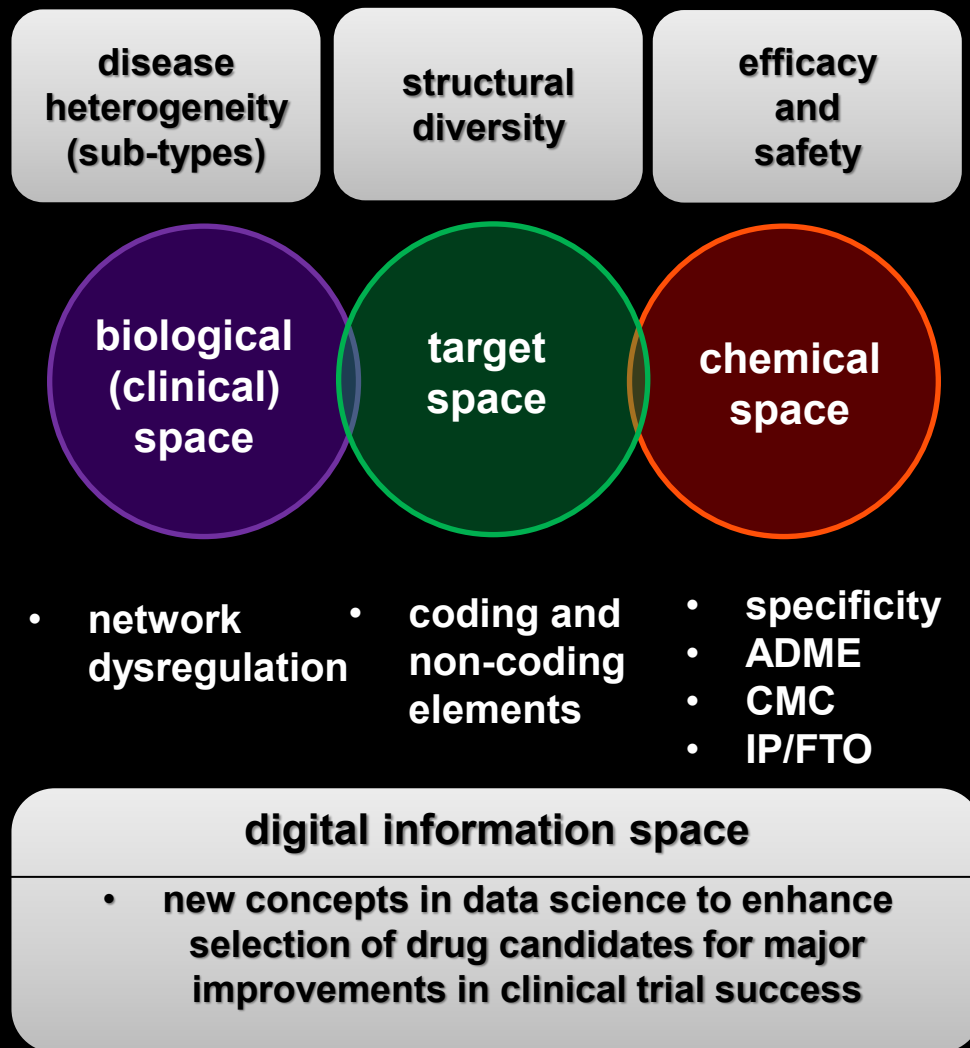 disease
heterogeneity
(sub-types)
structural
diversity
efficacy
and
safety
biological
(clinical)
space
target
space
chemical
space
• network
dysregulation
• coding and
non-coding
elements
• specificity
• ADME
• CMC
• IP/FTO
digital information space
• new concepts in data science to enhance
selection of drug candidates for major
improvements in clinical trial success